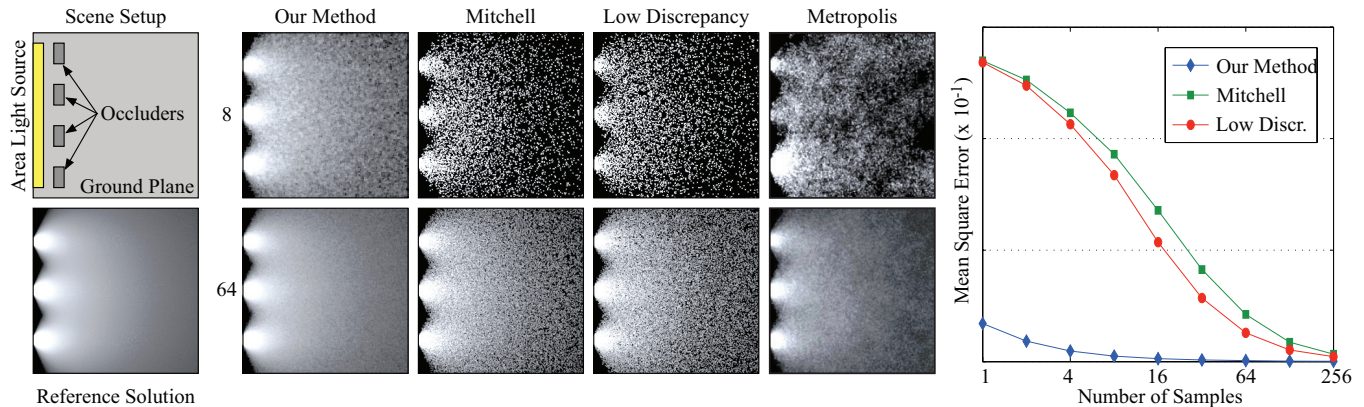 Scene Setup
Our Method
Mitchell
Low Discrepancy
Metropolis
Area Light Source
Occluders
Ground Plane
8
64
Reference Solution
Mean Square Error (x 10⁻¹)
Our Method
Mitchell
Low Discr.
1
4
16
64
256
Number of Samples